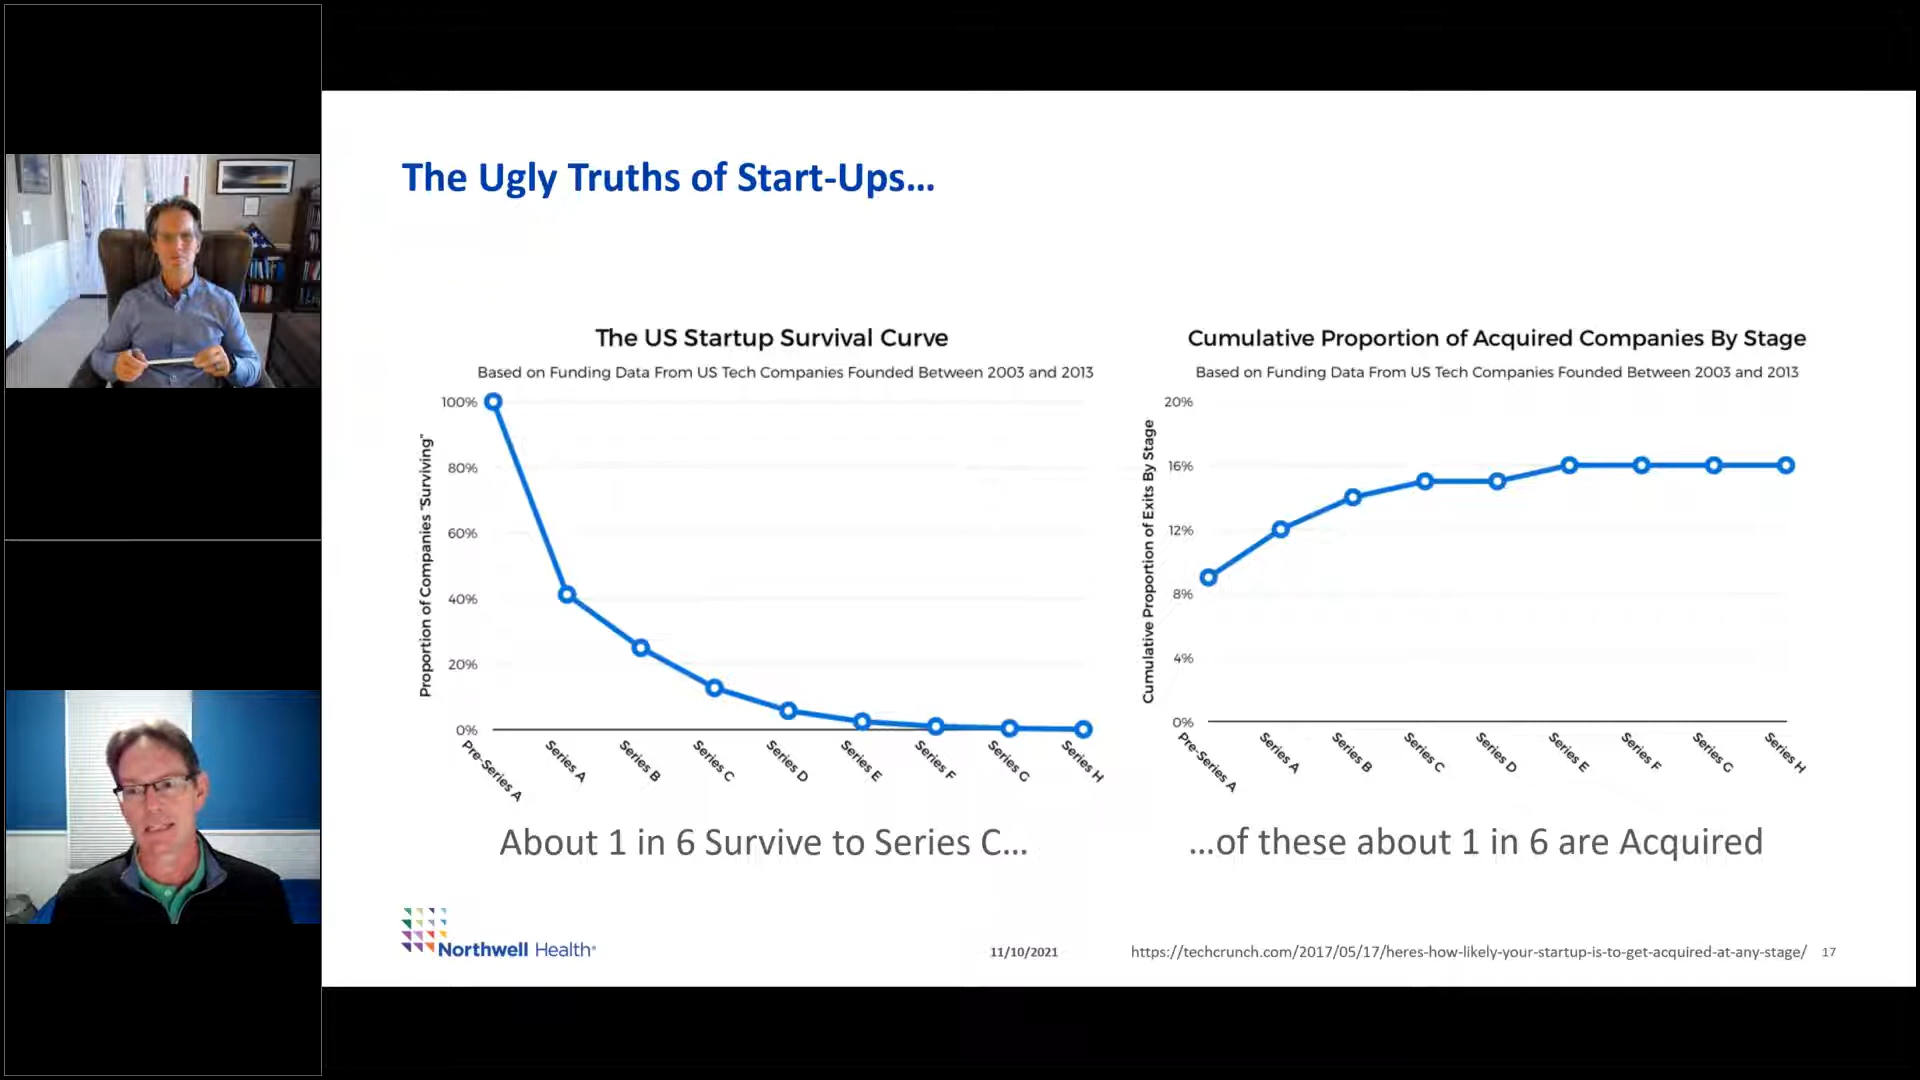 The Ugly Truths of Start-Ups...
The US Startup Survival Curve
Based on Funding Data From US Tech Companies Founded Between 2003 and 2013
Proportion of Companies "Surviving"
100%
80%
60%
40%
20%
0%
Pre-Series A
Series A
Series B
Series C
Series D
Series E
Series F
Series G
Series H
About 1 in 6 Survive to Series C...
Cumulative Proportion of Acquired Companies By Stage
Based on Funding Data From US Tech Companies Founded Between 2003 and 2013
Cumulative Proportion of Exits By Stage
20%
16%
12%
8%
4%
0%
Pre-Series A
Series A
Series B
Series C
Series D
Series E
Series F
Series G
Series H
...of these about 1 in 6 are Acquired
Northwell Health®
11/10/2021
https://techcrunch.com/2017/05/17/heres-how-likely-your-startup-is-to-get-acquired-at-any-stage/
17